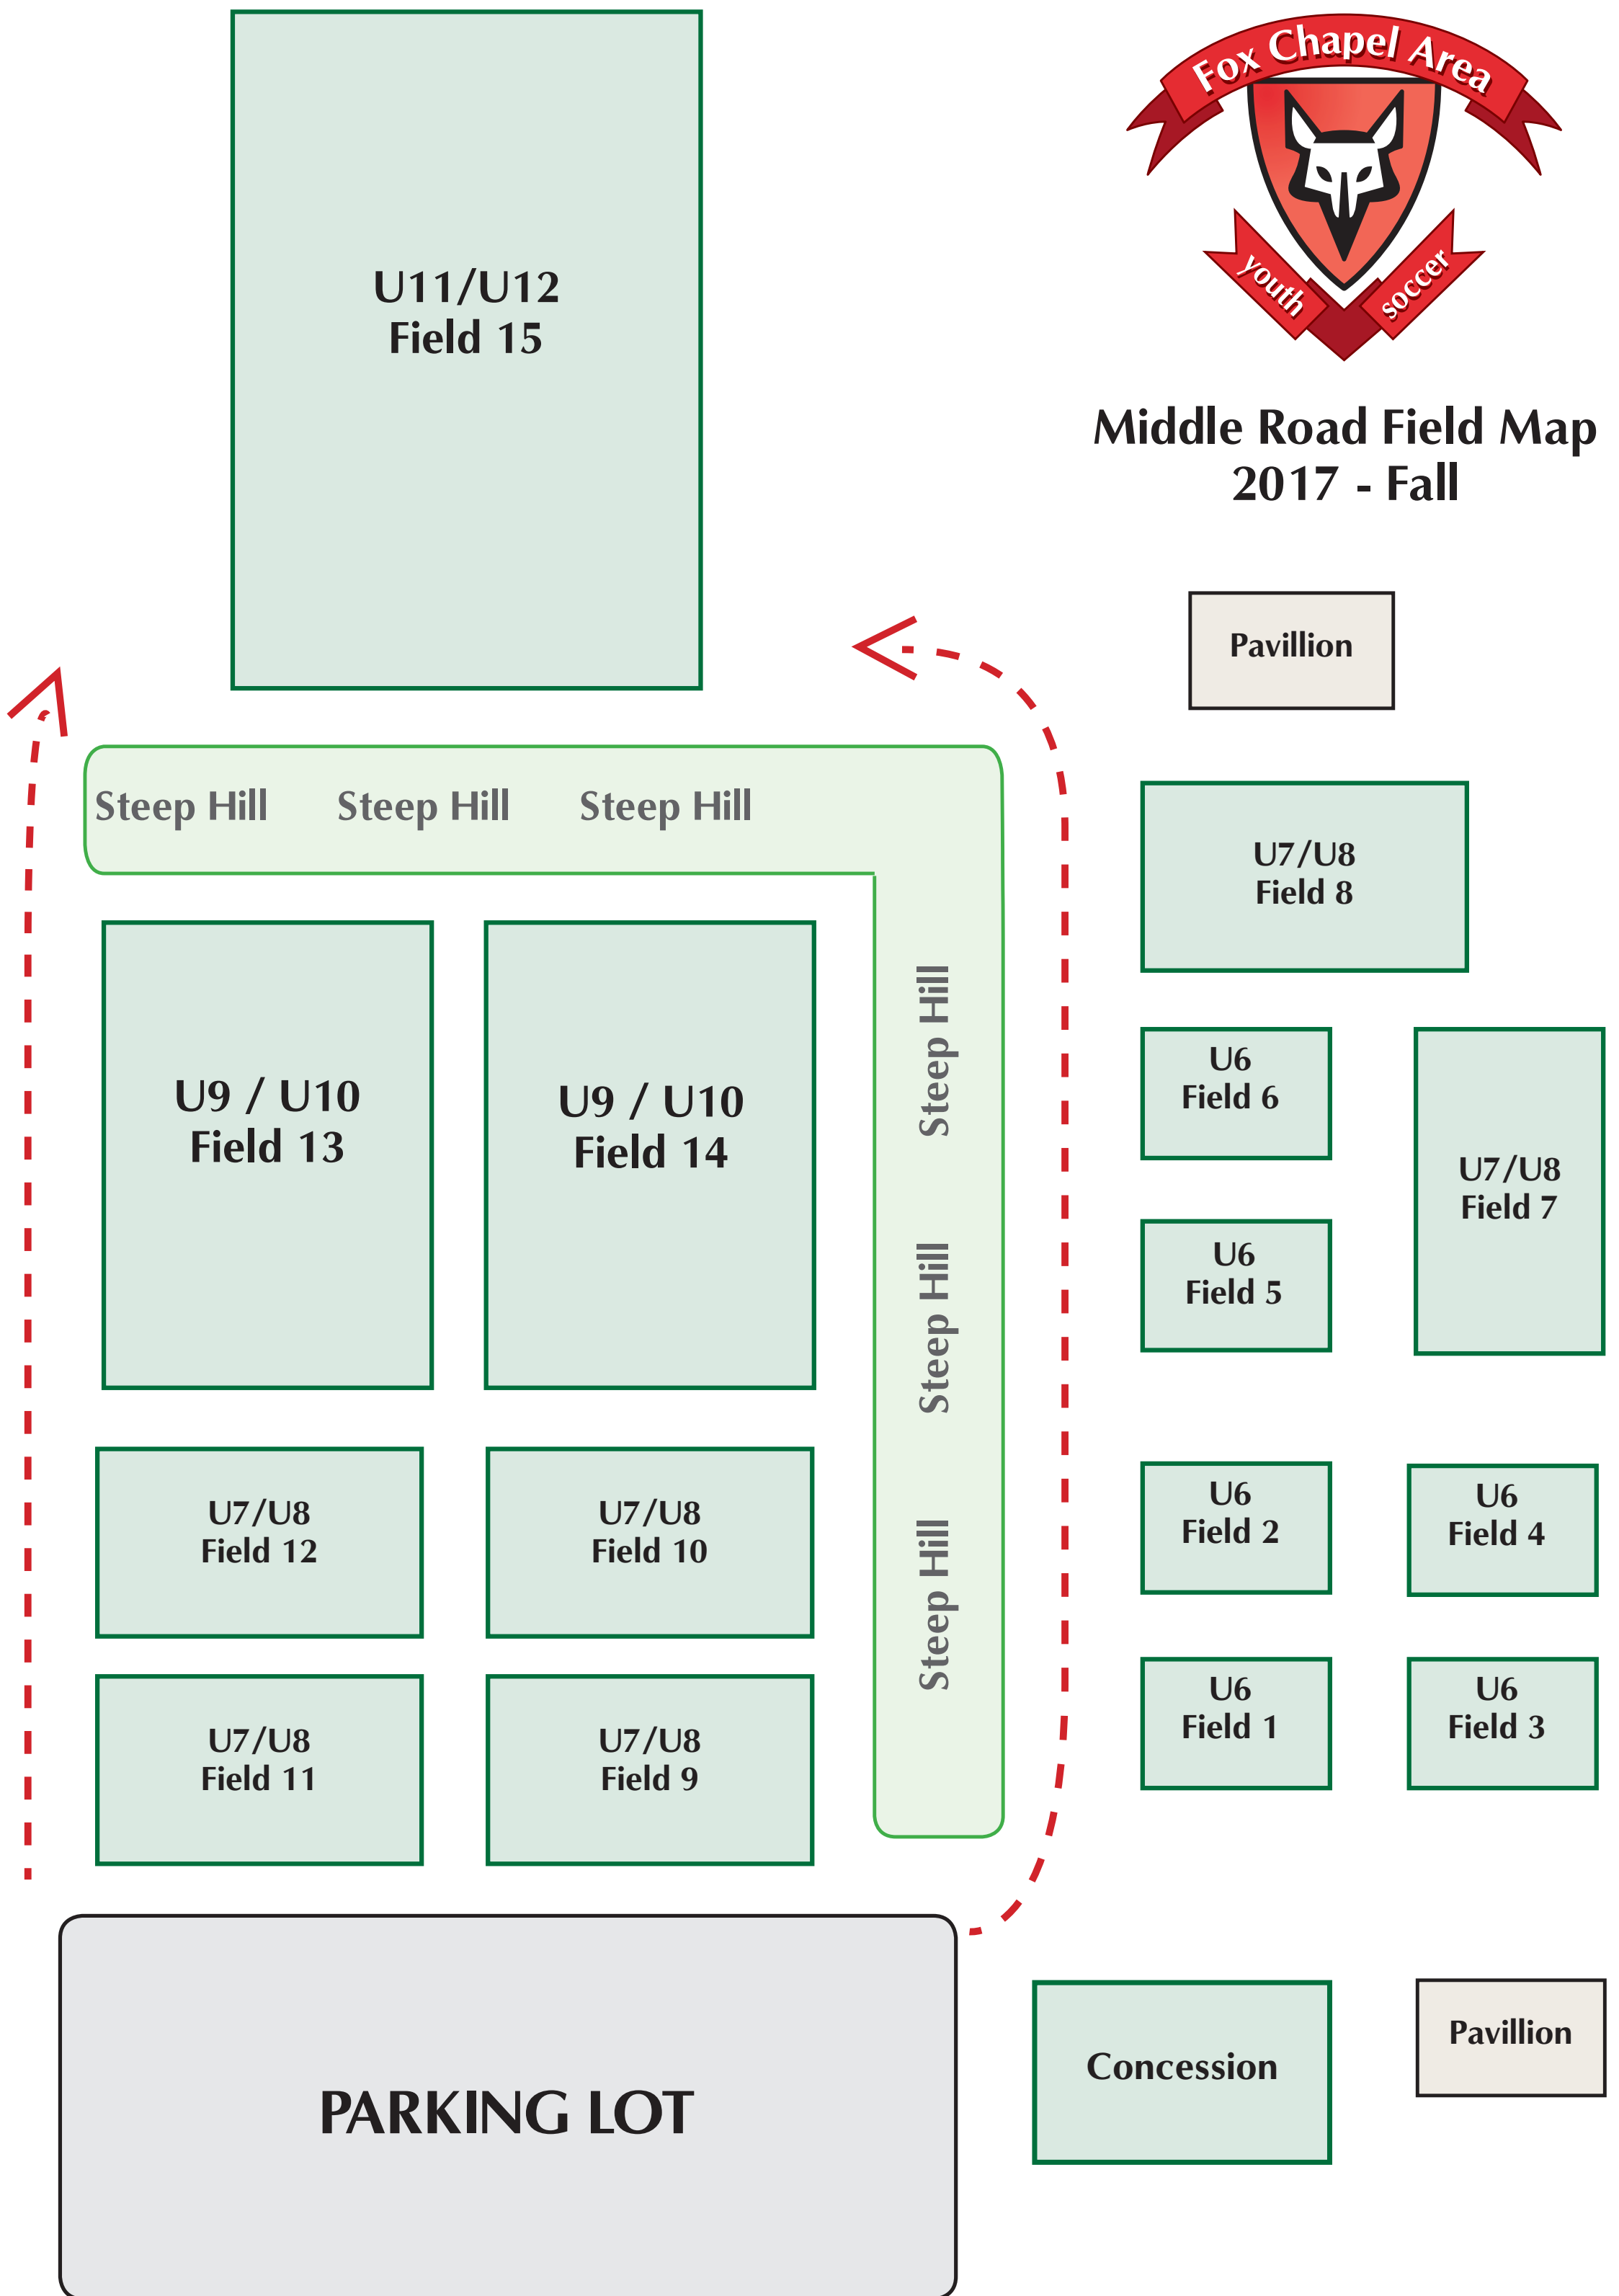 Fox Chapel Area
youth
soccer
Middle Road Field Map
2017 - Fall
U11/U12
Field 15
Pavillion
Steep Hill
Steep Hill
Steep Hill
U7/U8
Field 8
U9 / U10
Field 13
U9 / U10
Field 14
Steep Hill
Steep Hill
Steep Hill
U6
Field 6
U7/U8
Field 7
U6
Field 5
U7/U8
Field 12
U7/U8
Field 10
U6
Field 2
U6
Field 4
U7/U8
Field 11
U7/U8
Field 9
U6
Field 1
U6
Field 3
PARKING LOT
Concession
Pavillion